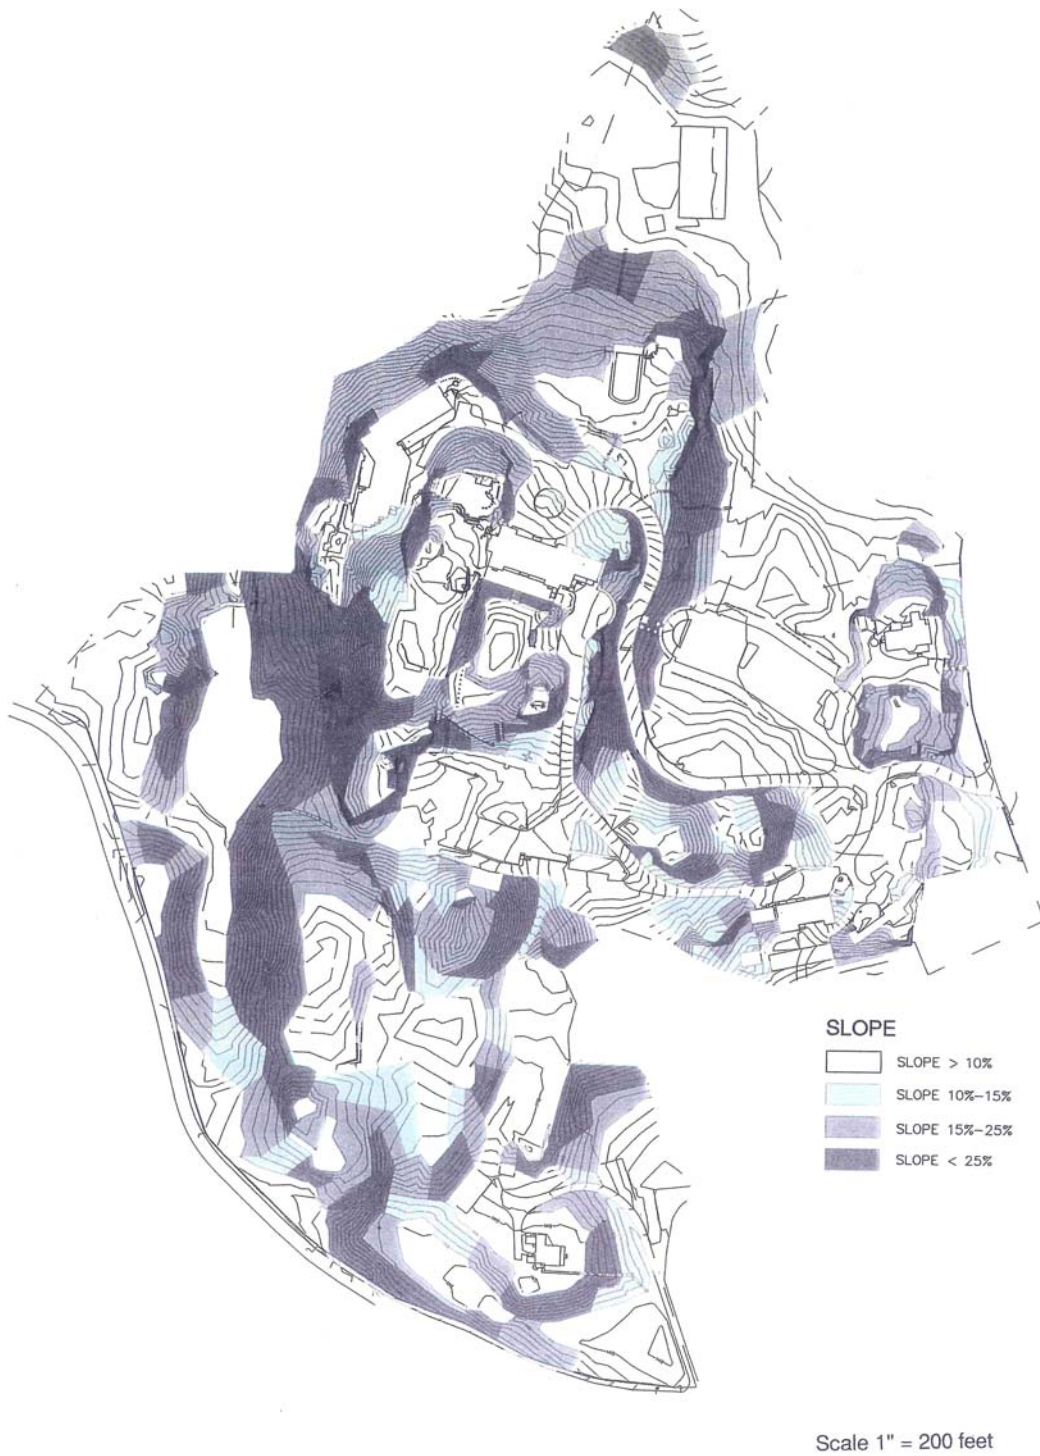 SLOPE
SLOPE > 10%
SLOPE 10%-15%
SLOPE 15%-25%
SLOPE < 25%
Scale 1" = 200 feet